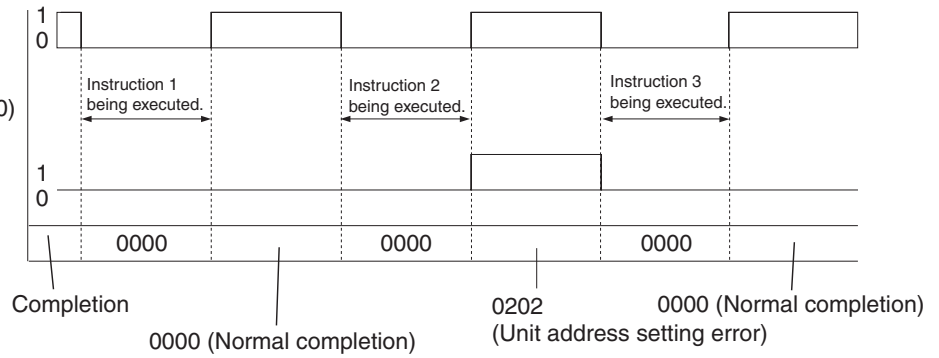 1
0
Instruction 1
being executed.
Instruction 2
being executed.
Instruction 3
being executed.
0)
1
0
0000
0000
0000
Completion
0000 (Normal completion)
0202
(Unit address setting error)
0000 (Normal completion)